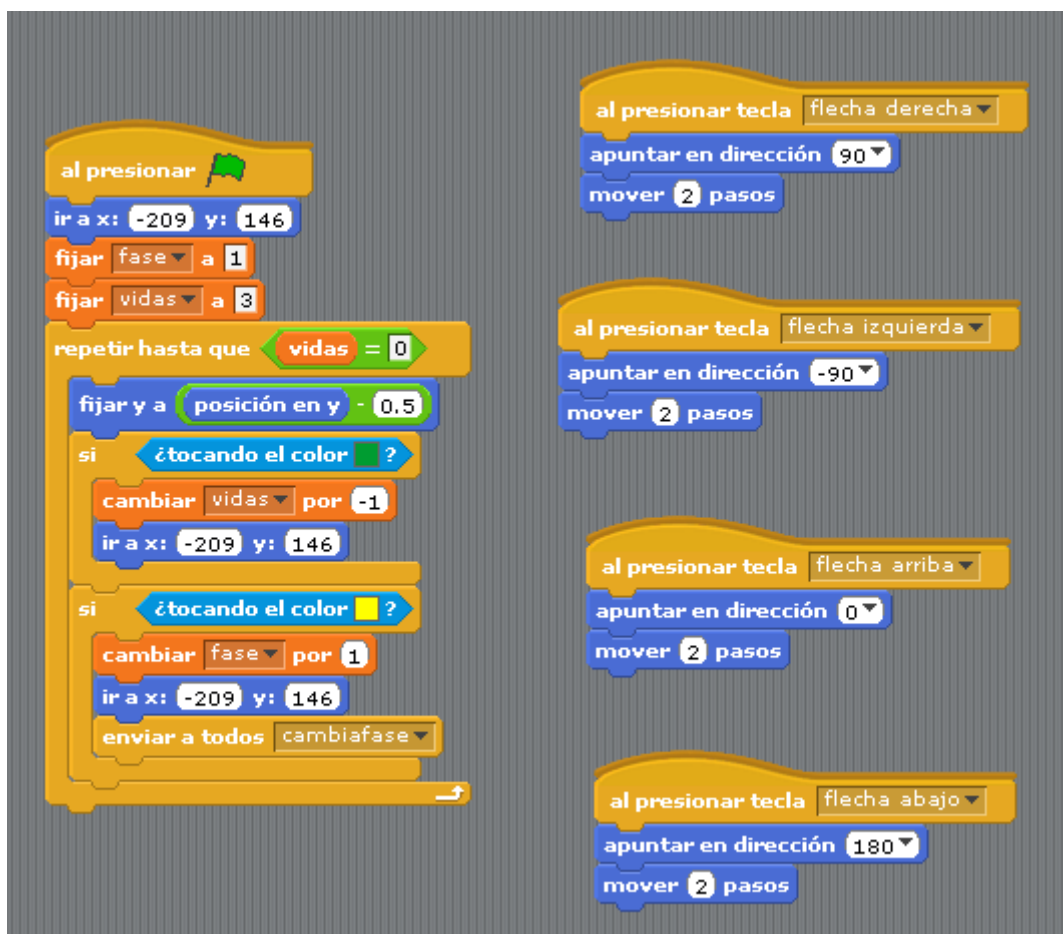 al presionar
ir a x: -209 y: 146
fijar fase a 1
fijar vidas a 3
repetir hasta que vidas = 0
fijar y a posición en y - 0.5
si ¿tocando el color ?
cambiar vidas por -1
ir a x: -209 y: 146
si ¿tocando el color ?
cambiar fase por 1
ir a x: -209 y: 146
enviar a todos cambiafase
al presionar tecla flecha derecha
apuntar en dirección 90
mover 2 pasos
al presionar tecla flecha izquierda
apuntar en dirección -90
mover 2 pasos
al presionar tecla flecha arriba
apuntar en dirección 0
mover 2 pasos
al presionar tecla flecha abajo
apuntar en dirección 180
mover 2 pasos